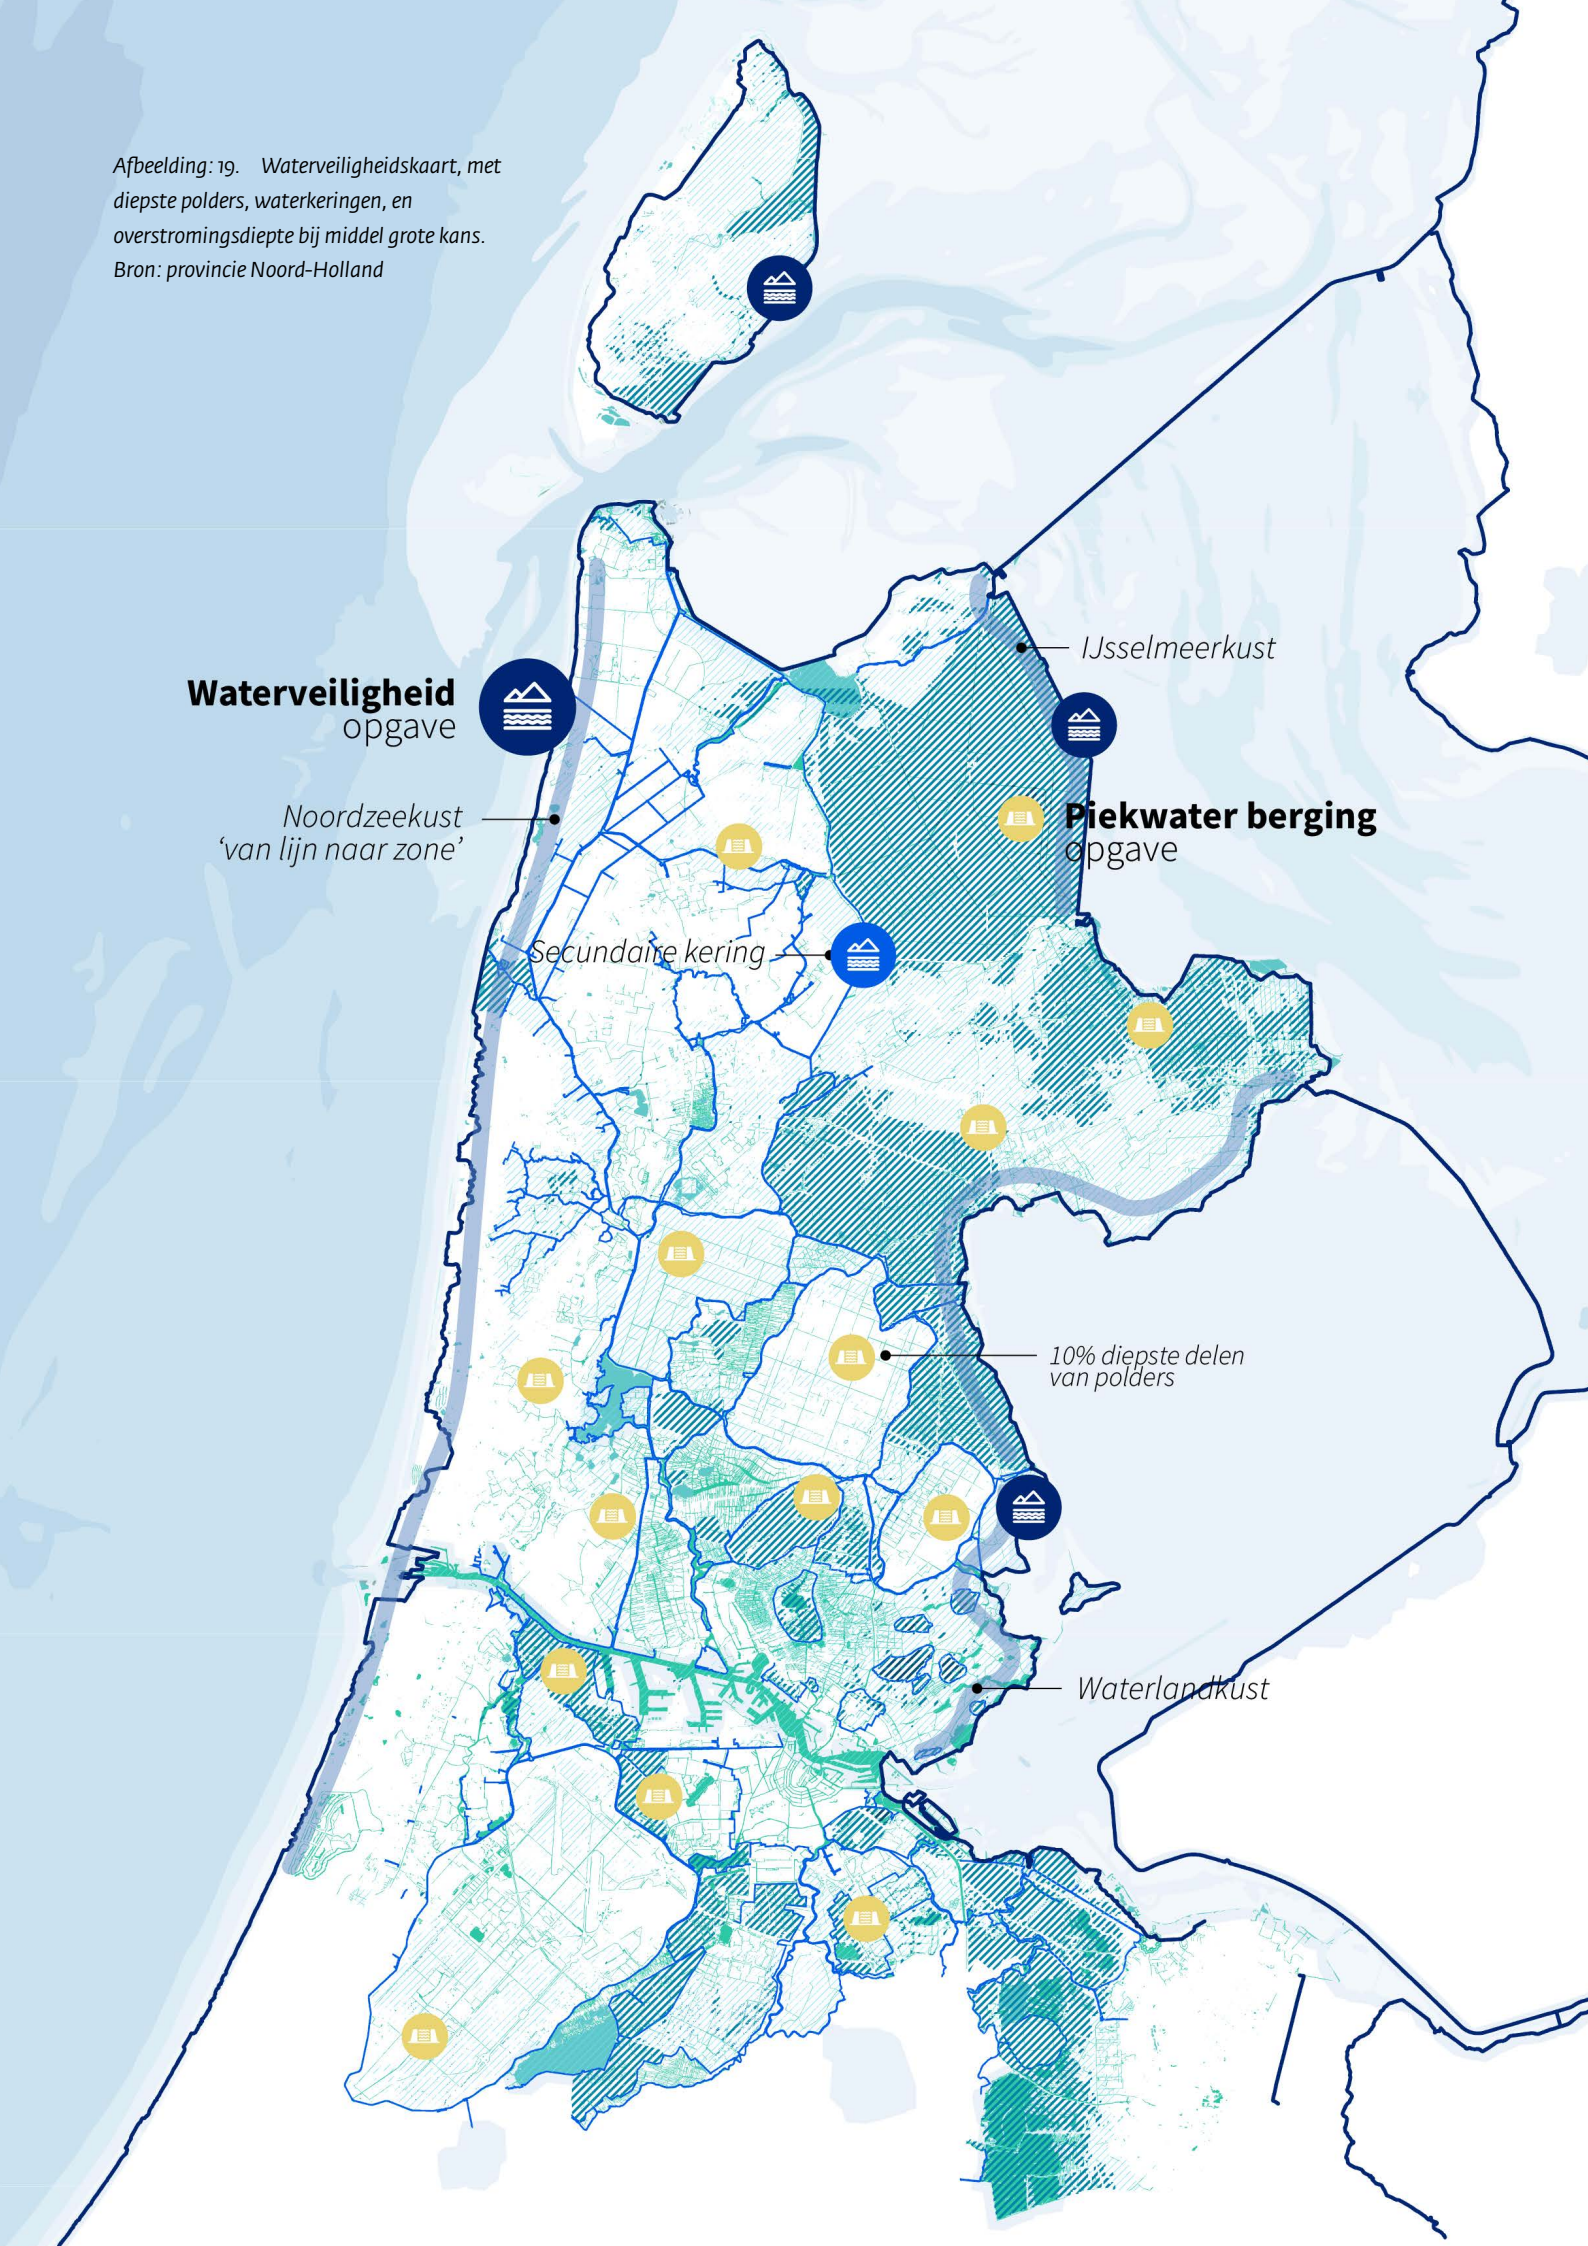 Afbeelding: 19. Waterveiligheidskaart, met
diepste polders, waterkeringen, en
overstromingsdiepte bij middel grote kans.
Bron: provincie Noord-Holland
IJsselmeerkust
Waterveiligheid
opgave
Noordzeekust
‘van lijn naar zone’
Piekwater berging
opgave
Secundaire kering
10% diepste delen
van polders
Waterlandkust